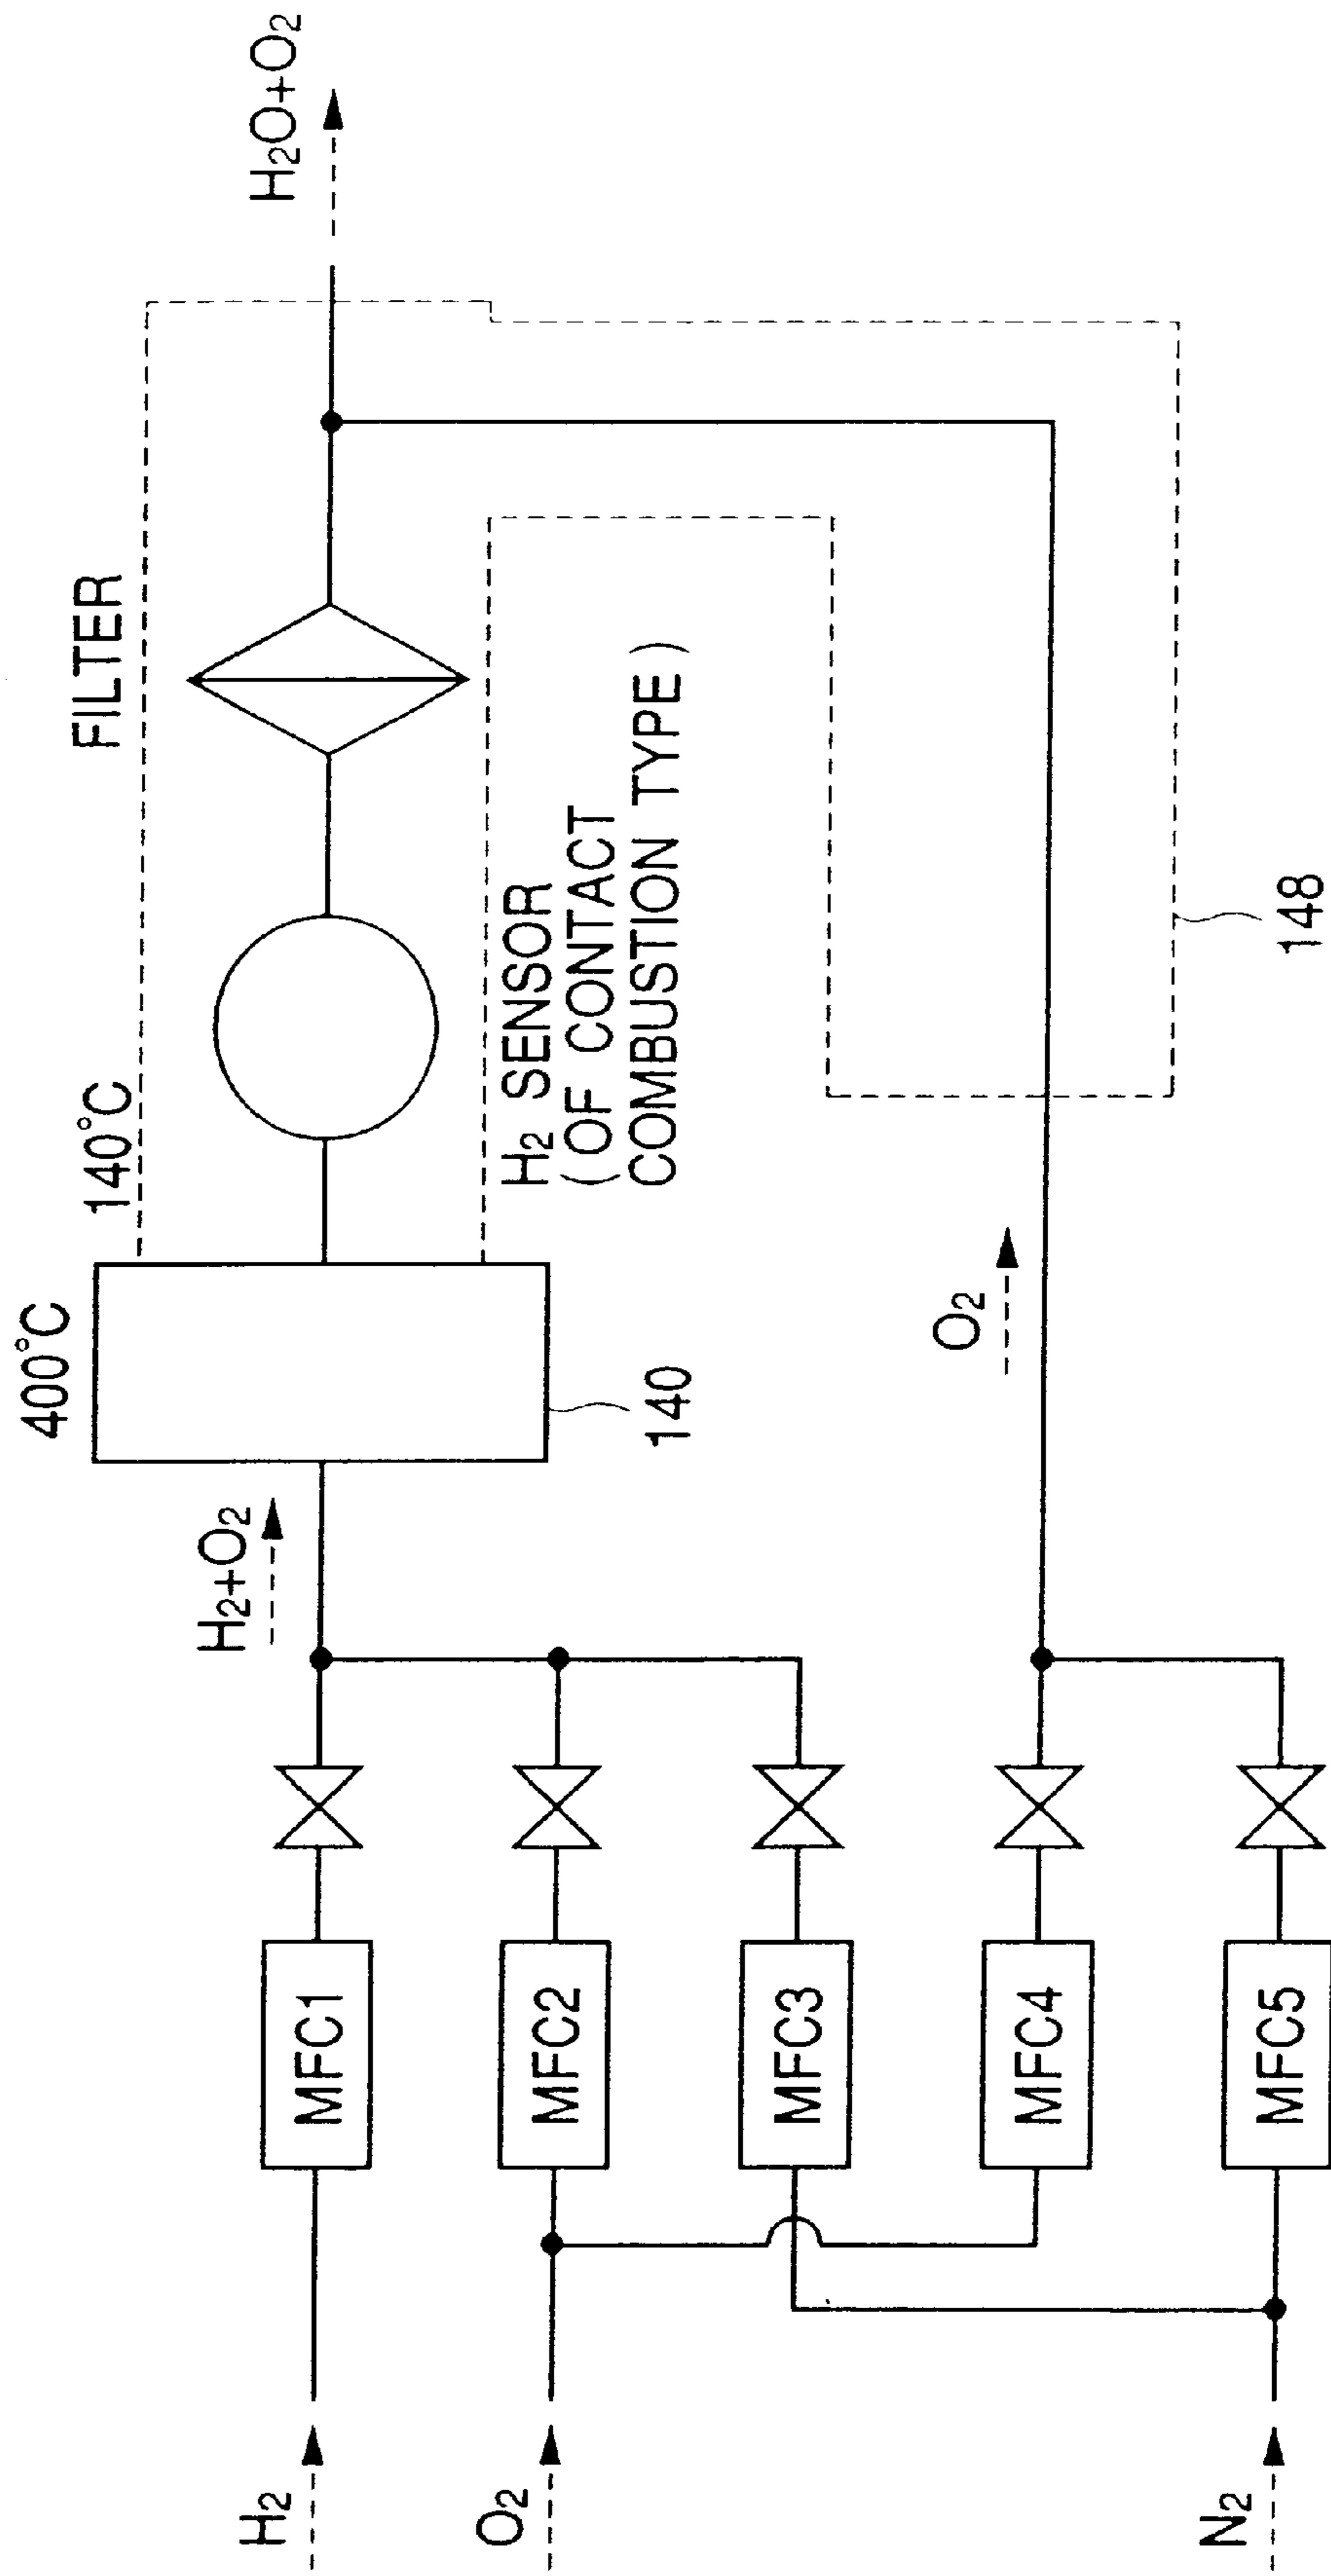 H2O+O2
FILTER
140°C
400°C
H2 SENSOR
(OF CONTACT
COMBUSTION TYPE)
148
140
H2+O2
O2
MFC1
MFC2
MFC3
MFC4
MFC5
H2
O2
N2